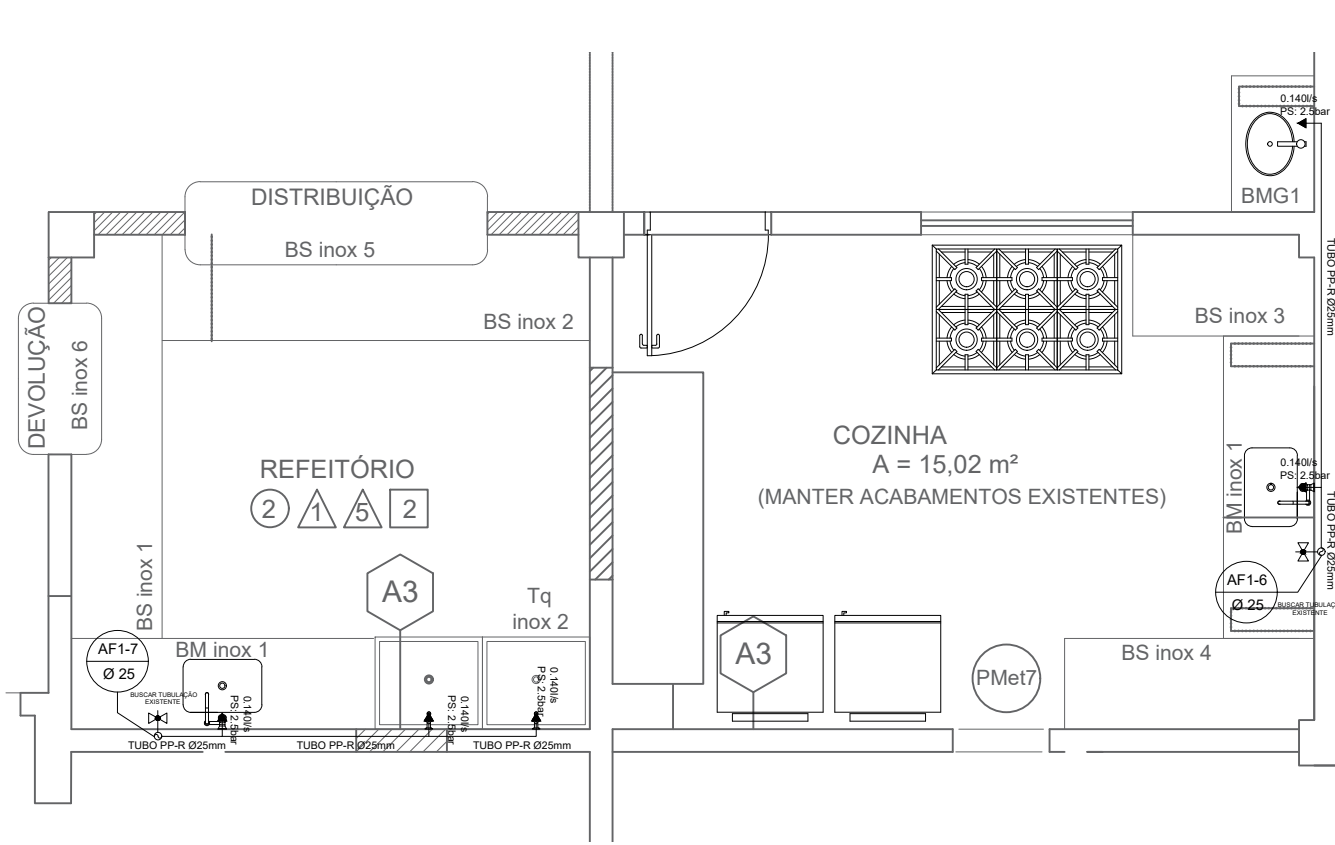 0.140l/s
PS: 2.5bar
BMG1
DISTRIBUIÇÃO
BS inox 5
BS inox 2
DEVOLUÇÃO
BS inox 6
REFEITÓRIO
2
1
5
2
BS inox 1
A3
Tq
inox 2
BM inox 1
AF1-7
Ø 25
BUSCAR TUBULAÇÃO
EXISTENTE
0.140l/s
PS: 2.5bar
0.140l/s
PS: 2.5bar
0.140l/s
PS: 2.5bar
TUBO PP-R Ø25mm
TUBO PP-R Ø25mm
TUBO PP-R Ø25mm
COZINHA
A = 15,02 m²
(MANTER ACABAMENTOS EXISTENTES)
BS inox 3
TUBO PP-R Ø25mm
BM inox 1
0.140l/s
PS: 2.5bar
TUBO PP-R Ø25mm
AF1-6
Ø 25
BUSCAR TUBULAÇ
EXISTENTE
A3
PMet7
BS inox 4